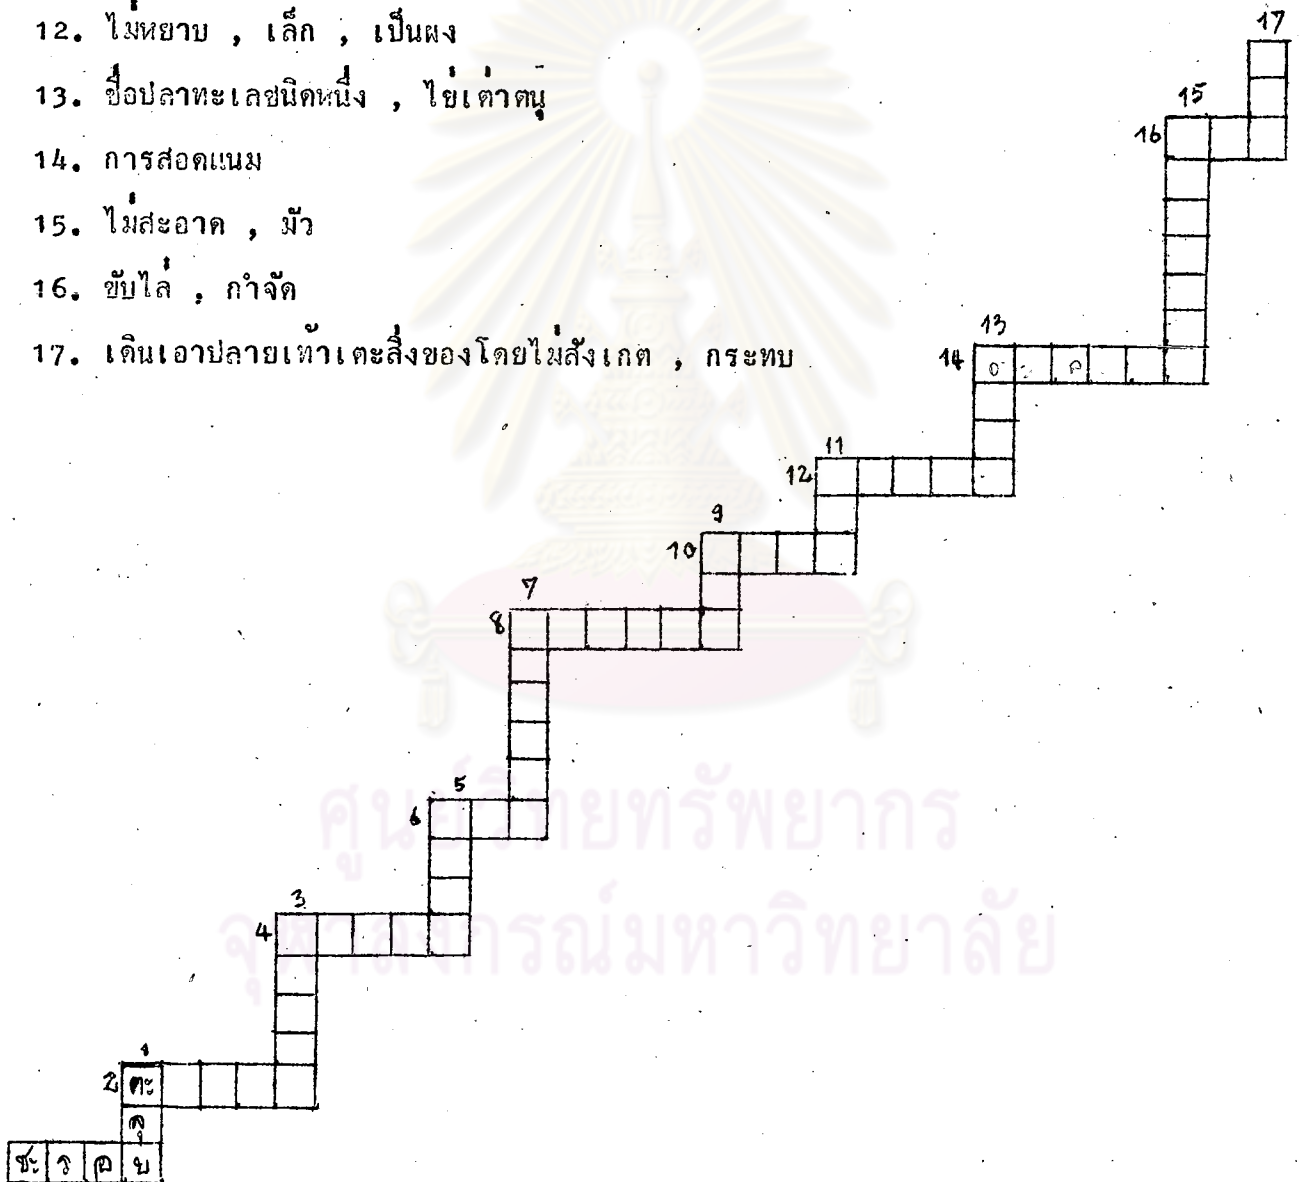 12. ไม่หยาบ , เล็ก , เป็นผง
13. ชื่อปลาทะเลชนิดหนึ่ง , ไข่เต่าตนุ
14. การสอดแนม
15. ไม่สะอาด , มัว
16. ขับไล่ , กำจัด
17. เดินเอาปลายเท้าเตะสิ่งของโดยไม่สังเกต , กระทบ
17
15
16
13
14
11
12
9
10
7
8
5
6
3
4
1
2 ตะ
ลุ
ชะ ร อ บ
ศูนย์วิทยทรัพยากร
จุฬาลงกรณ์มหาวิทยาลัย